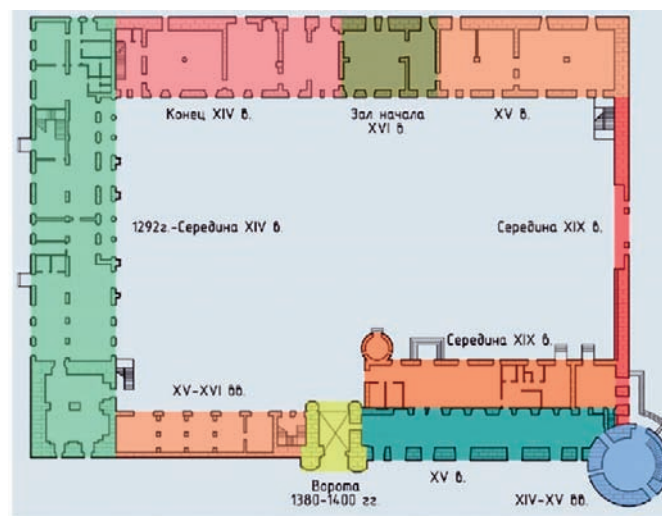 Конец XIV в.
Зал начала
XVI в.
XV в.
1292г.-Середина XIV в.
Середина XIX в.
Середина XIX в.
XV-XVI вв.
Ворота
1380-1400 гг.
XV в.
XIV-XV вв.